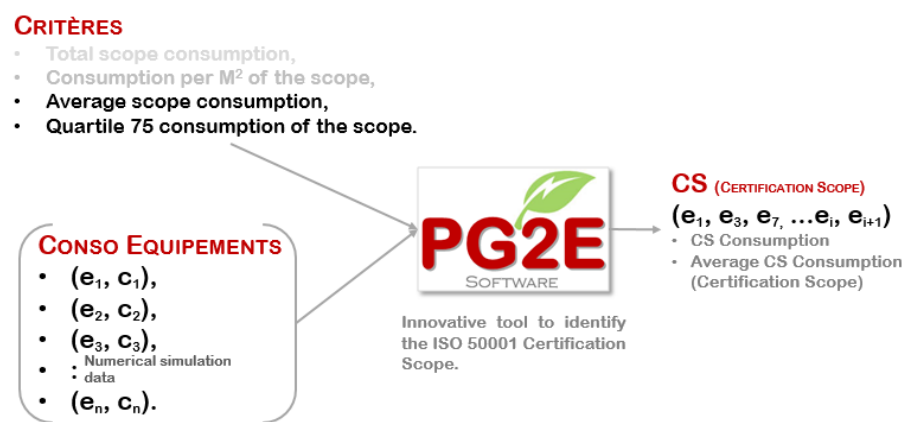 CRITÈRES
• Total scope consumption,
• Consumption per M² of the scope,
• Average scope consumption,
• Quartile 75 consumption of the scope.
CONSO EQUIPEMENTS
• (e₁, c₁),
• (e₂, c₂),
• (e₃, c₃),
• : Numerical simulation
data
• (eₙ, cₙ).
PG2E
SOFTWARE
Innovative tool to identify
the ISO 50001 Certification
Scope.
CS (CERTIFICATION SCOPE)
(e₁, e₃, e₇, …eᵢ, eᵢ₊₁)
• CS Consumption
• Average CS Consumption
(Certification Scope)